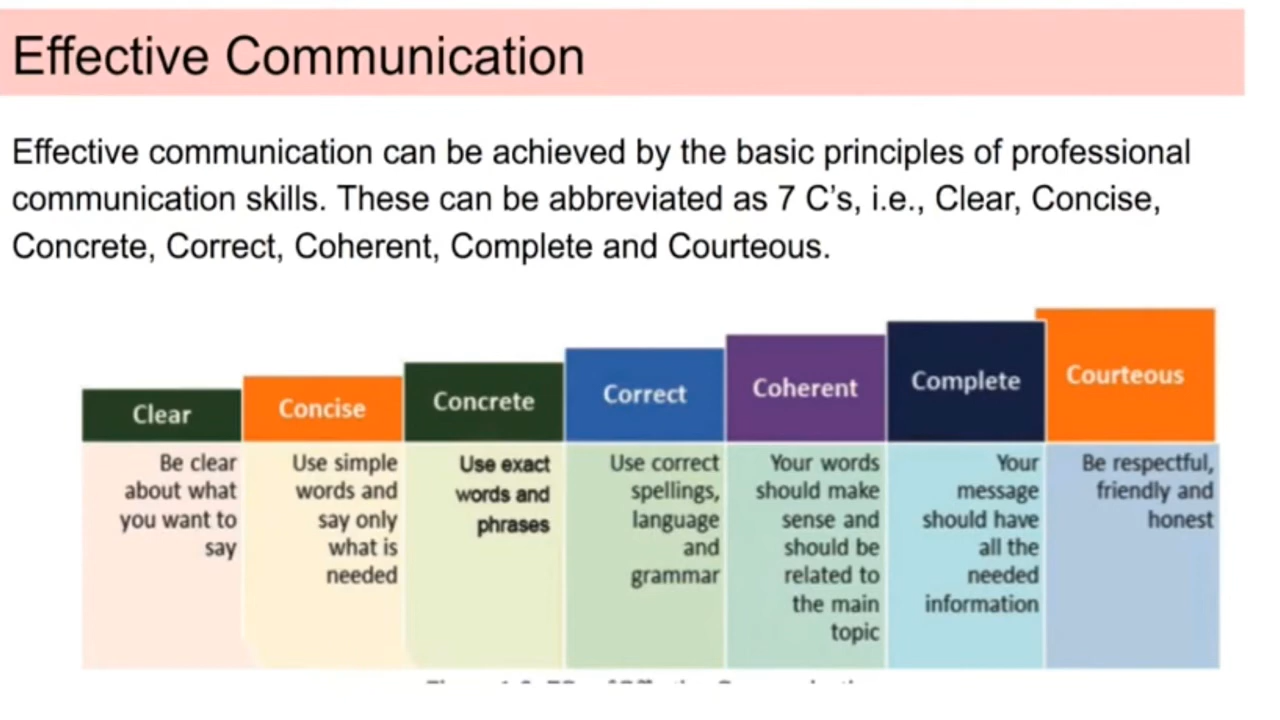 Effective Communication
Effective communication can be achieved by the basic principles of professional
communication skills. These can be abbreviated as 7 C's, i.e., Clear, Concise,
Concrete, Correct, Coherent, Complete and Courteous.
Clear
Be clear
about what
you want to
say
Concise
Use simple
words and
say only
what is
needed
Concrete
Use exact
words and
phrases
Correct
Use correct
spellings,
language
and
grammar
Coherent
Your words
should make
sense and
should be
related to
the main
topic
Complete
Your
message
should have
all the
needed
information
Courteous
Be respectful,
friendly and
honest